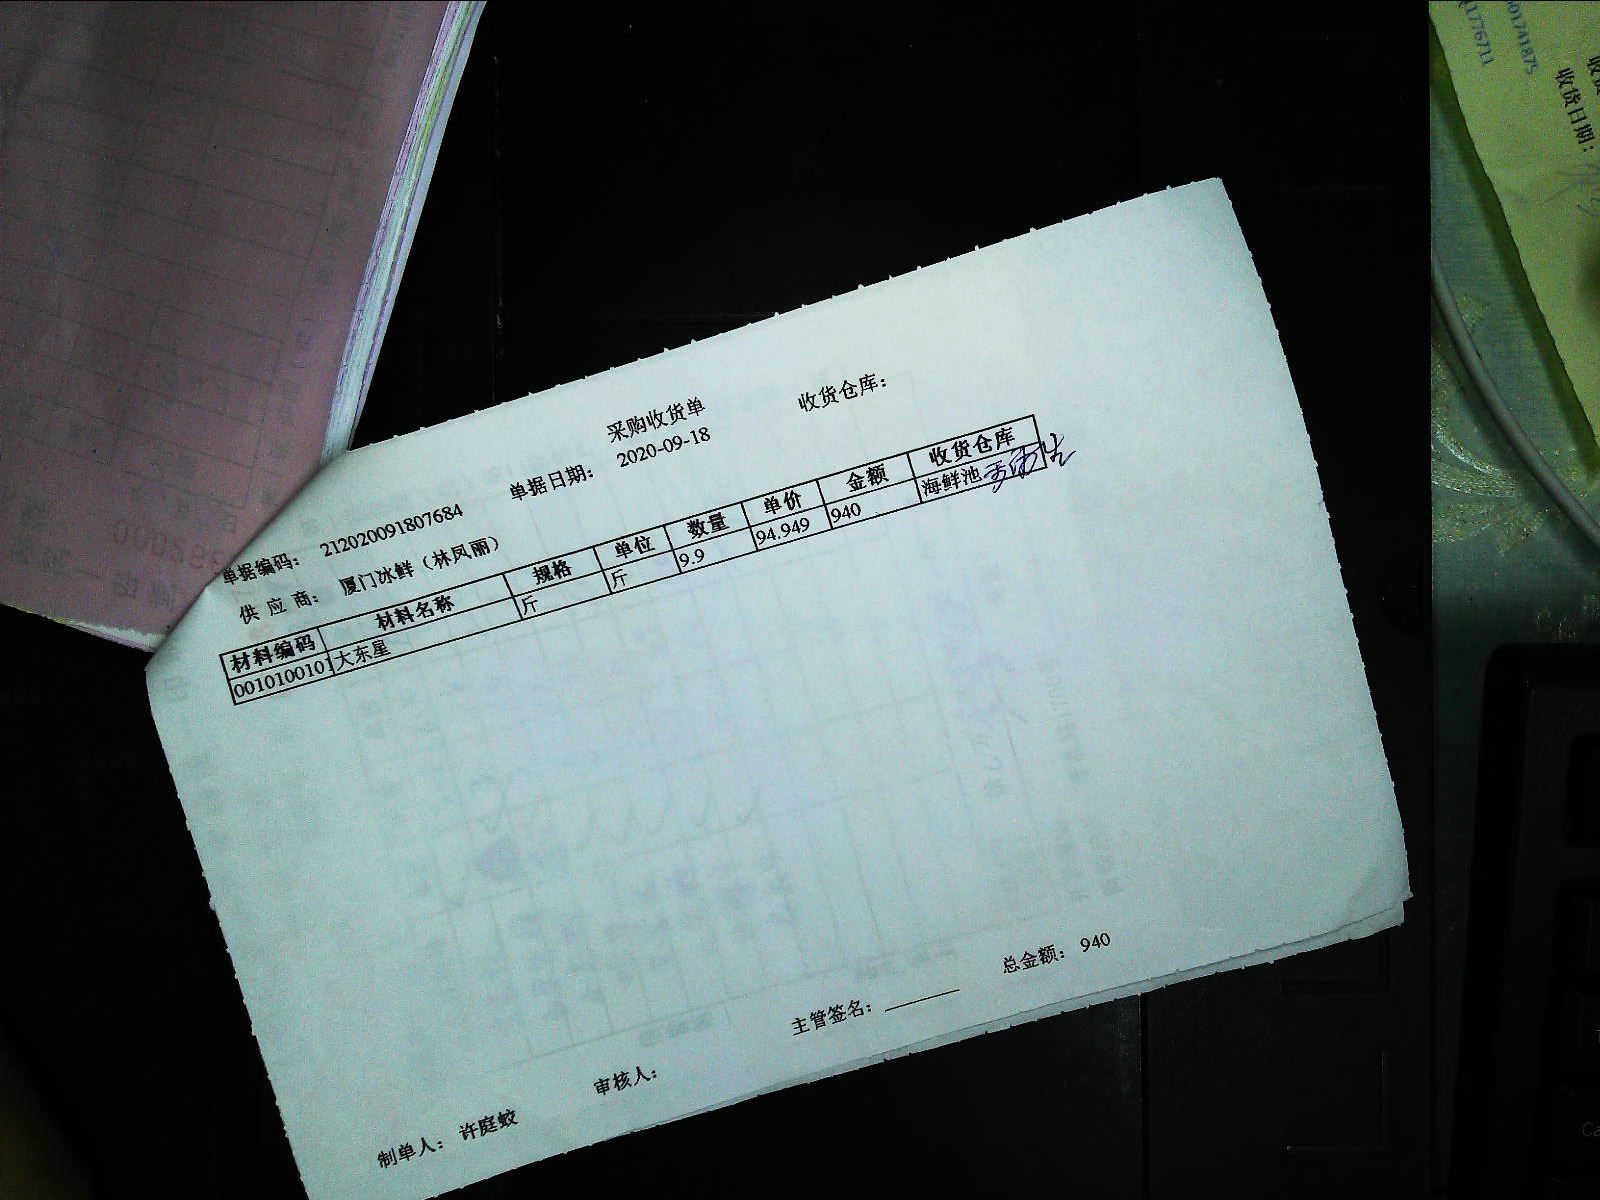 采购收货单
收货仓库：
单据编码： 212020091807684
单据日期： 2020-09-18
供 应 商： 厦门冰鲜（林凤丽）
材料编码 材料名称 规格 单位 数量 单价 金额 收货仓库
0010100101 大东星 斤 斤 9.9 94.949 940 海鲜池
总金额： 940
主管签名：
审核人：
制单人： 许庭蛟
收货日期：